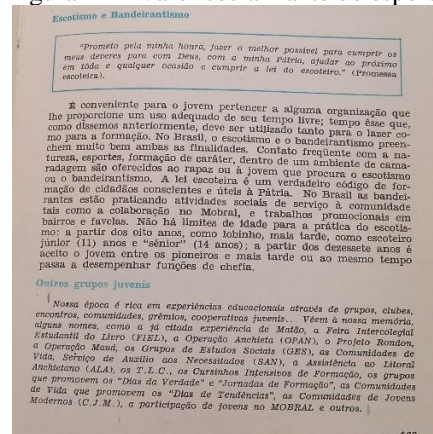 Escotismo e Bandeirantismo
"Prometo pela minha honra, fazer o melhor possível para cumprir os
meus deveres para com Deus, com a minha Pátria, ajudar ao próximo
em tôda e qualquer ocasião e cumprir a lei do escoteiro." (Promessa
escoteira).
É conveniente para o jovem pertencer a alguma organização que
lhe proporcione um uso adequado de seu tempo livre; tempo êsse que,
como dissemos anteriormente, deve ser utilizado tanto para o lazer co-
mo para a formação. No Brasil, o escotismo e o bandeirantismo preen-
chem muito bem ambas as finalidades. Contato freqüente com a na-
tureza, esportes, formação de caráter, dentro de um ambiente de cama-
radagem são oferecidos ao rapaz ou à jovem que procura o escotismo
ou o bandeirantismo. A lei escoteira é um verdadeiro código de for-
mação de cidadãos conscientes e úteis à Pátria. No Brasil as bandei-
rantes estão praticando atividades sociais de serviço à comunidade
tais como a colaboração no Mobral, e trabalhos promocionais em
bairros e favelas. Não há limites de idade para a prática do escotis-
mo: a partir dos oito anos, como lobinho, mais tarde, como escoteiro
júnior (11) anos e "sênior" (14 anos); a partir dos dezessete anos é
aceito o jovem entre os pioneiros e mais tarde ou ao mesmo tempo
passa a desempenhar funções de chefia.
Outros grupos juvenis
Nossa época é rica em experiências educacionais através de grupos, clubes,
encontros, comunidades, grêmios, cooperativas juvenis... Vêem à nossa memória,
alguns nomes, como a já citada experiência de Matão, a Feira Intercolegial
Estudantil do Livro (FIEL), a Operação Anchieta (OPAN), o Projeto Rondon,
a Operação Mauá, os Grupos de Estudos Sociais (GES), as Comunidades de
Vida, Serviço de Auxílio aos Necessitados (SAN), a Assistência ao Litoral
Anchietano (ALA), os T.L.C., os Cursinhos Intensivos de Formação, os grupos
que promovem os "Dias da Verdade" e "Jornadas de Formação", as Comunidades
de Vida que promovem os "Dias de Tendências", as Comunidades de Jovens
Modernos (C.J.M.), a participação de jovens no MOBRAL e outros.